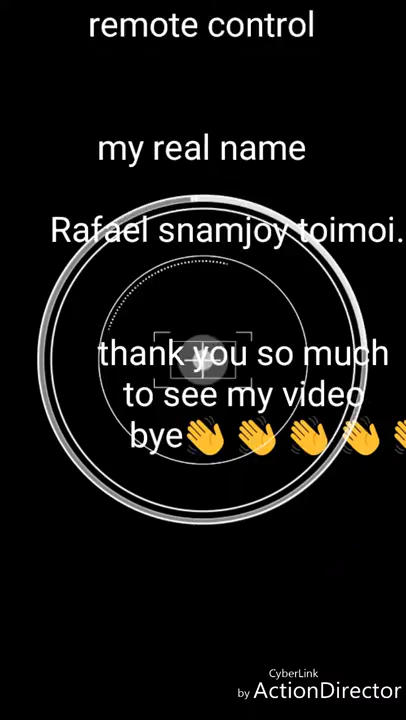 remote control
my real name
Rafael snamjoy toimoi.
thank you so much
to see my video
bye👋 👋 👋 👋 👋
CyberLink
by ActionDirector